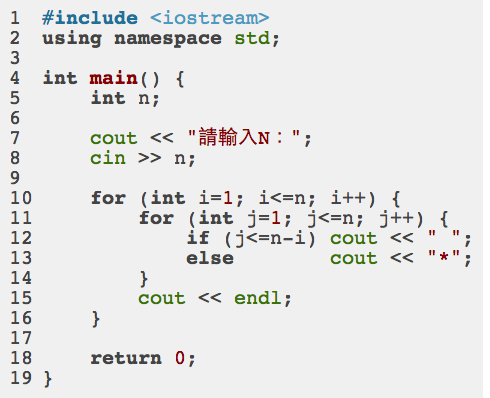 1 #include <iostream>
2 using namespace std;
3
4 int main() {
5     int n;
6
7     cout << "請輸入N：";
8     cin >> n;
9
10     for (int i=1; i<=n; i++) {
11         for (int j=1; j<=n; j++) {
12             if (j<=n-i) cout << " ";
13             else        cout << "*";
14         }
15         cout << endl;
16     }
17
18     return 0;
19 }